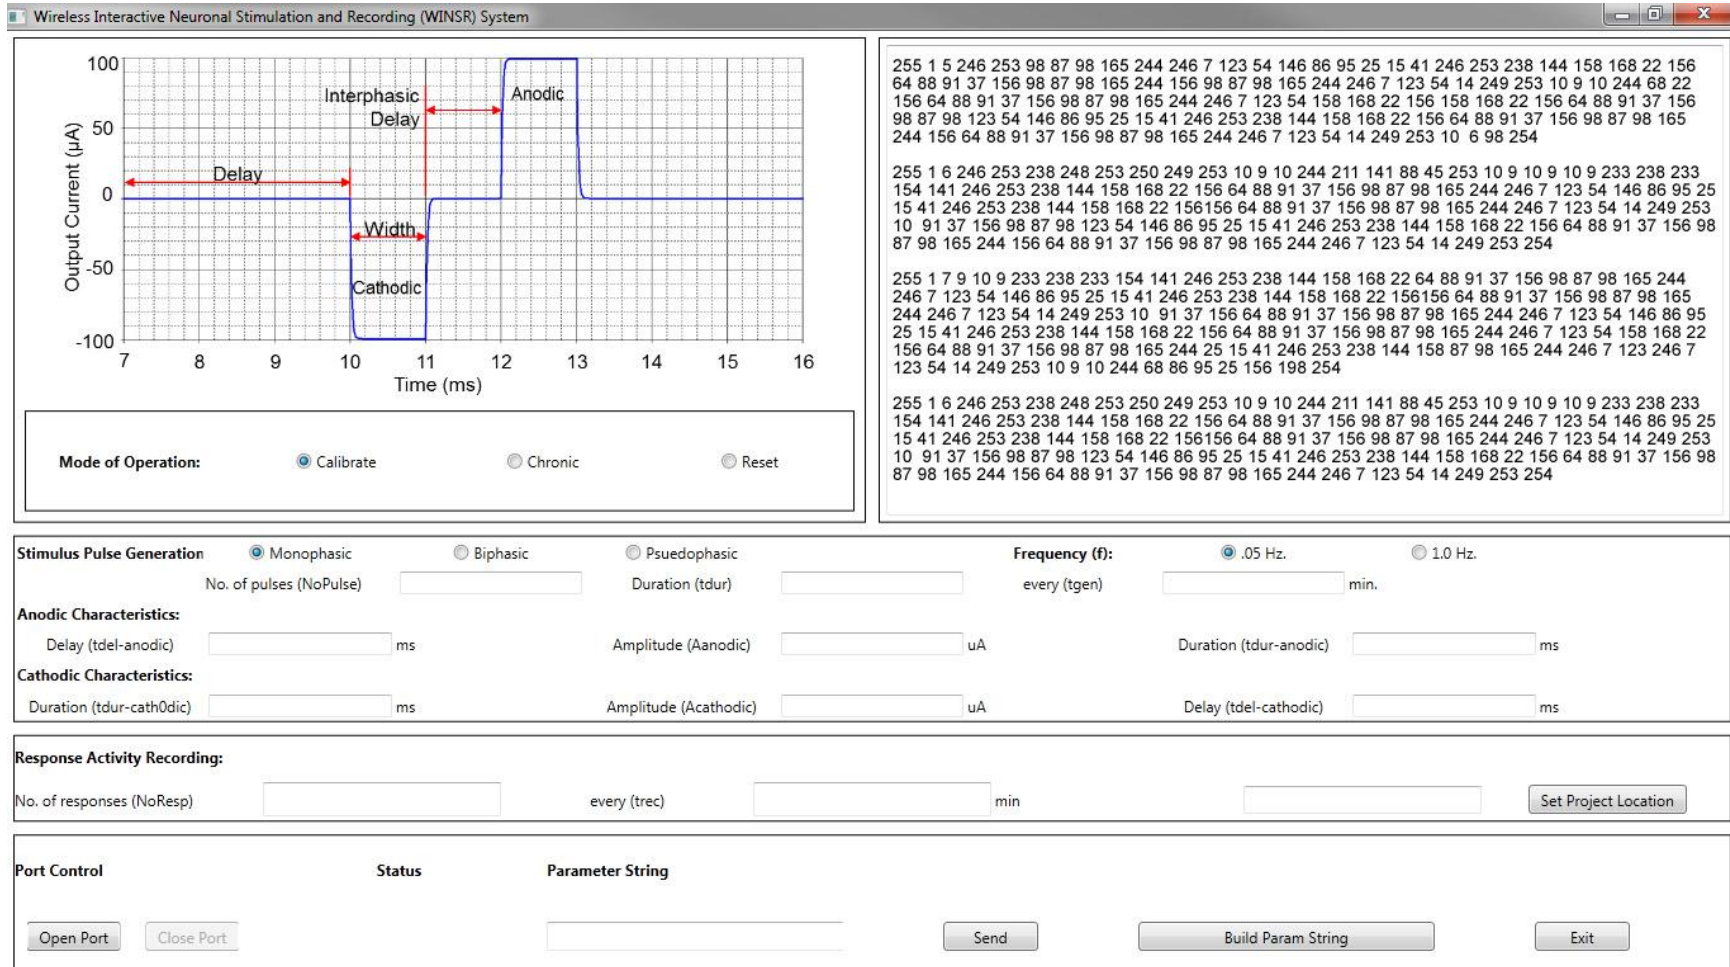 Wireless Interactive Neuronal Stimulation and Recording (WINSR) System
100
50
0
-50
-100
Output Current (µA)
Interphasic
Delay
Anodic
Delay
Width
Cathodic
7 8 9 10 11 12 13 14 15 16
Time (ms)
Mode of Operation: Calibrate Chronic Reset
255 1 5 246 253 98 87 98 165 244 246 7 123 54 146 86 95 25 15 41 246 253 238 144 158 168 22 156
64 88 91 37 156 98 87 98 165 244 156 98 87 98 165 244 246 7 123 54 14 249 253 10 9 10 244 68 22
156 64 88 91 37 156 98 87 98 165 244 246 7 123 54 158 168 22 156 158 168 22 156 64 88 91 37 156
98 87 98 123 54 146 86 95 25 15 41 246 253 238 144 158 168 22 156 64 88 91 37 156 98 87 98 165
244 156 64 88 91 37 156 98 87 98 165 244 246 7 123 54 14 249 253 10 6 98 254
255 1 6 246 253 238 248 253 250 249 253 10 9 10 244 211 141 88 45 253 10 9 10 9 10 9 233 238 233
154 141 246 253 238 144 158 168 22 156 64 88 91 37 156 98 87 98 165 244 246 7 123 54 146 86 95 25
15 41 246 253 238 144 158 168 22 156156 64 88 91 37 156 98 87 98 165 244 246 7 123 54 14 249 253
10 91 37 156 98 87 98 123 54 146 86 95 25 15 41 246 253 238 144 158 168 22 156 64 88 91 37 156 98
87 98 165 244 156 64 88 91 37 156 98 87 98 165 244 246 7 123 54 14 249 253 254
255 1 7 9 10 9 233 238 233 154 141 246 253 238 144 158 168 22 64 88 91 37 156 98 87 98 165 244
246 7 123 54 146 86 95 25 15 41 246 253 238 144 158 168 22 156156 64 88 91 37 156 98 87 98 165
244 246 7 123 54 14 249 253 10 91 37 156 64 88 91 37 156 98 87 98 165 244 246 7 123 54 146 86 95
25 15 41 246 253 238 144 158 168 22 156 64 88 91 37 156 98 87 98 165 244 246 7 123 54 158 168 22
156 64 88 91 37 156 98 87 98 165 244 25 15 41 246 253 238 144 158 87 98 165 244 246 7 123 246 7
123 54 14 249 253 10 9 10 244 68 86 95 25 156 198 254
255 1 6 246 253 238 248 253 250 249 253 10 9 10 244 211 141 88 45 253 10 9 10 9 10 9 233 238 233
154 141 246 253 238 144 158 168 22 156 64 88 91 37 156 98 87 98 165 244 246 7 123 54 146 86 95 25
15 41 246 253 238 144 158 168 22 156156 64 88 91 37 156 98 87 98 165 244 246 7 123 54 14 249 253
10 91 37 156 98 87 98 123 54 146 86 95 25 15 41 246 253 238 144 158 168 22 156 64 88 91 37 156 98
87 98 165 244 156 64 88 91 37 156 98 87 98 165 244 246 7 123 54 14 249 253 254
Stimulus Pulse Generation Monophasic Biphasic Psuedophasic Frequency (f): .05 Hz. 1.0 Hz.
No. of pulses (NoPulse) Duration (tdur) every (tgen) min.
Anodic Characteristics:
Delay (tdel-anodic) ms Amplitude (Aanodic) uA Duration (tdur-anodic) ms
Cathodic Characteristics:
Duration (tdur-cath0dic) ms Amplitude (Acathodic) uA Delay (tdel-cathodic) ms
Response Activity Recording:
No. of responses (NoResp) every (trec) min Set Project Location
Port Control Status Parameter String
Open Port Close Port Send Build Param String Exit